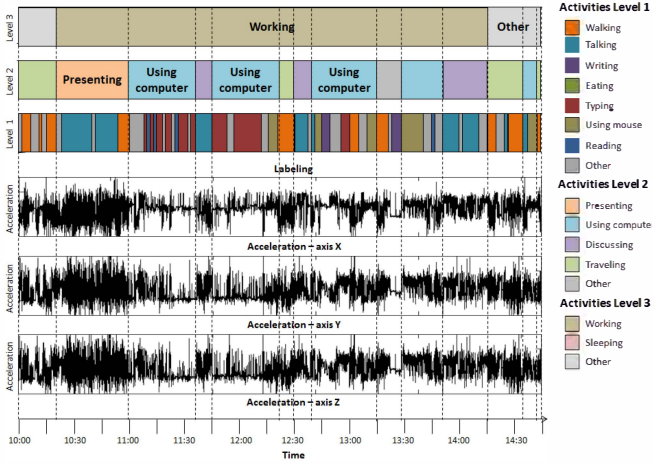 Level 3
Working
Other
Level 2
Presenting
Using
computer
Using
computer
Using
computer
Level 1
Labeling
Acceleration
Acceleration – axis X
Acceleration
Acceleration – axis Y
Acceleration
Acceleration – axis Z
10:00
10:30
11:00
11:30
12:00
12:30
13:00
13:30
14:00
14:30
Time
Activities Level 1
Walking
Talking
Writing
Eating
Typing
Using mouse
Reading
Other
Activities Level 2
Presenting
Using compute
Discussing
Traveling
Other
Activities Level 3
Working
Sleeping
Other